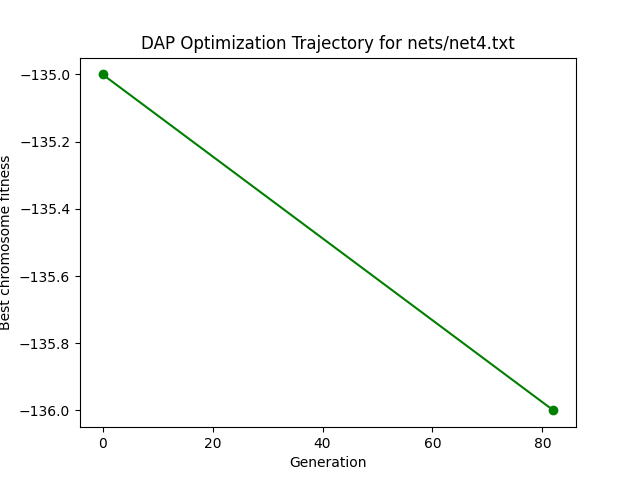 DAP Optimization Trajectory for nets/net4.txt
−135.0
−135.2
−135.4
−135.6
−135.8
−136.0
Best chromosome fitness
0 20 40 60 80
Generation